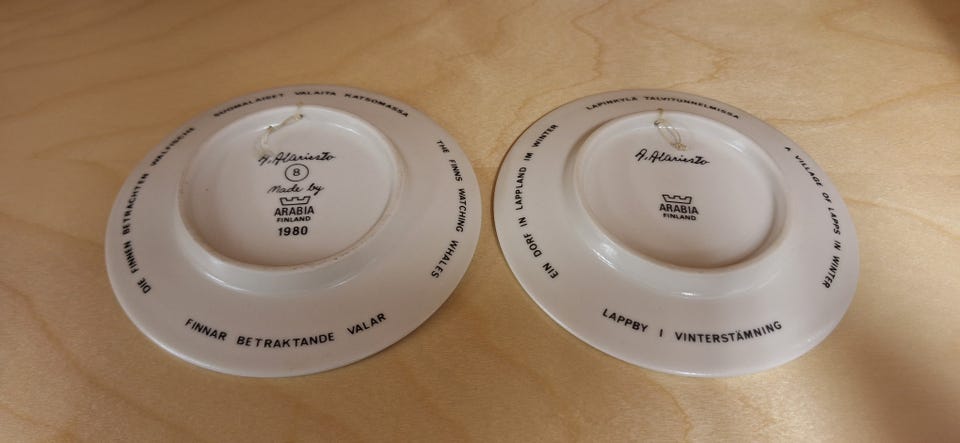 SUOMALAISET VALAITA KATSOMASSA
THE FINNS WATCHING WHALES
FINNAR BETRAKTANDE VALAR
DIE FINNEN BETRACHTEN WALFISCHE
A. Alariesto
8
Made by
ARABIA
FINLAND
1980
LAPINKYLÄ TALVITUNNELMISSA
A VILLAGE OF LAPPS IN WINTER
LAPPBY I VINTERSTÄMNING
EIN DORF IN LAPPLAND IM WINTER
A. Alariesto
ARABIA
FINLAND